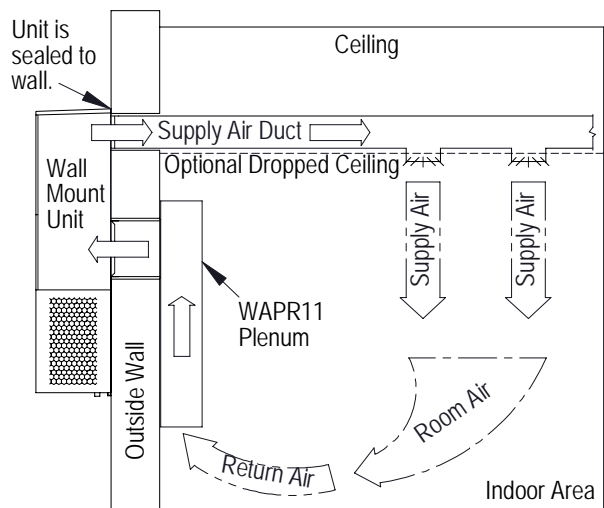 Unit is
sealed to
wall.
Ceiling
Supply Air Duct
Optional Dropped Ceiling
Wall
Mount
Unit
Supply Air
Supply Air
WAPR11
Plenum
Outside Wall
Room Air
Return Air
Indoor Area